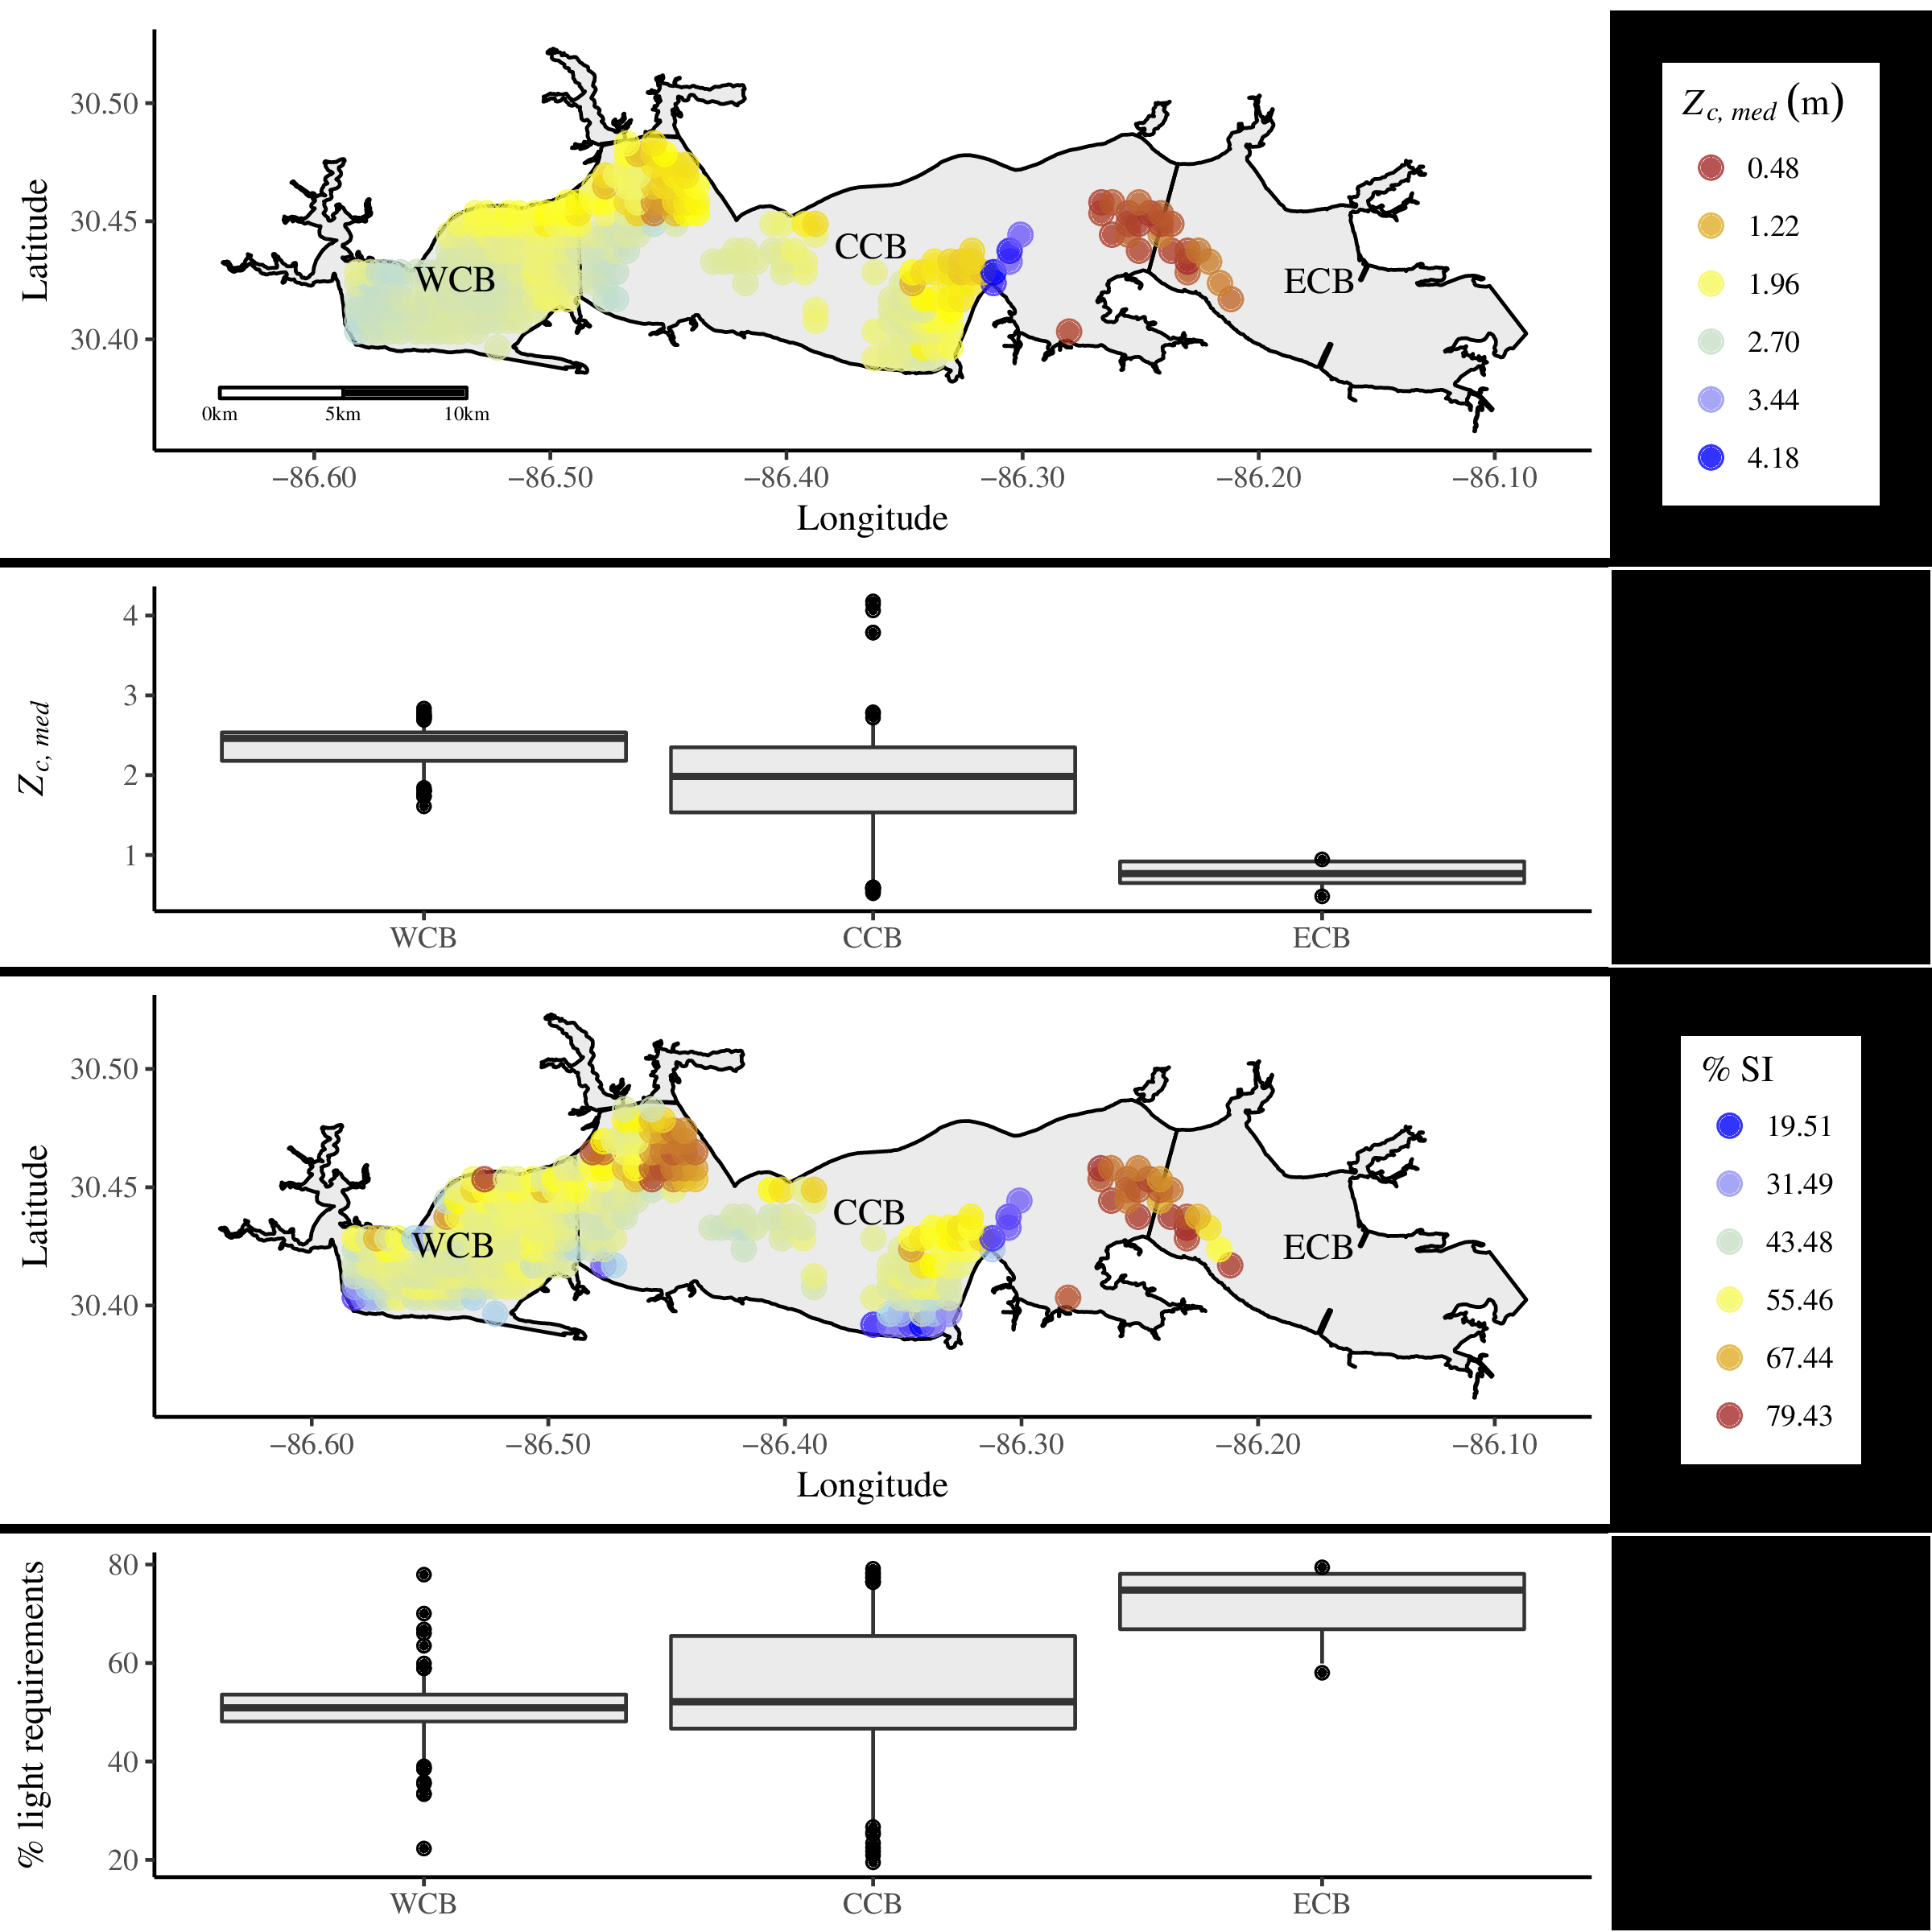 Z c, med (m)
0.48
1.22
1.96
2.70
3.44
4.18
Latitude
30.50
30.45
30.40
WCB
CCB
ECB
0km 5km 10km
−86.60 −86.50 −86.40 −86.30 −86.20 −86.10
Longitude
Z c, med
4
3
2
1
WCB CCB ECB
Latitude
30.50
30.45
30.40
WCB
CCB
ECB
−86.60 −86.50 −86.40 −86.30 −86.20 −86.10
Longitude
% SI
19.51
31.49
43.48
55.46
67.44
79.43
% light requirements
80
60
40
20
WCB CCB ECB